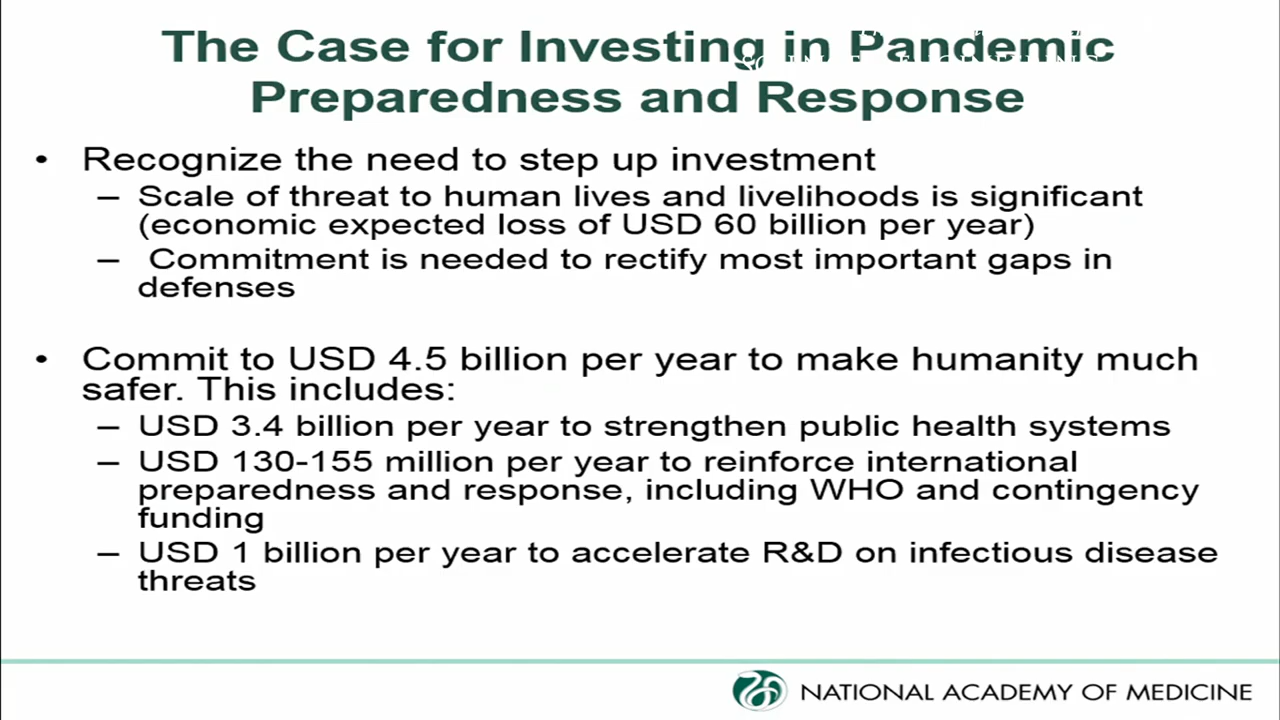 The Case for Investing in Pandemic
Preparedness and Response
• Recognize the need to step up investment
– Scale of threat to human lives and livelihoods is significant
(economic expected loss of USD 60 billion per year)
– Commitment is needed to rectify most important gaps in
defenses
• Commit to USD 4.5 billion per year to make humanity much
safer. This includes:
– USD 3.4 billion per year to strengthen public health systems
– USD 130-155 million per year to reinforce international
preparedness and response, including WHO and contingency
funding
– USD 1 billion per year to accelerate R&D on infectious disease
threats
NATIONAL ACADEMY OF MEDICINE